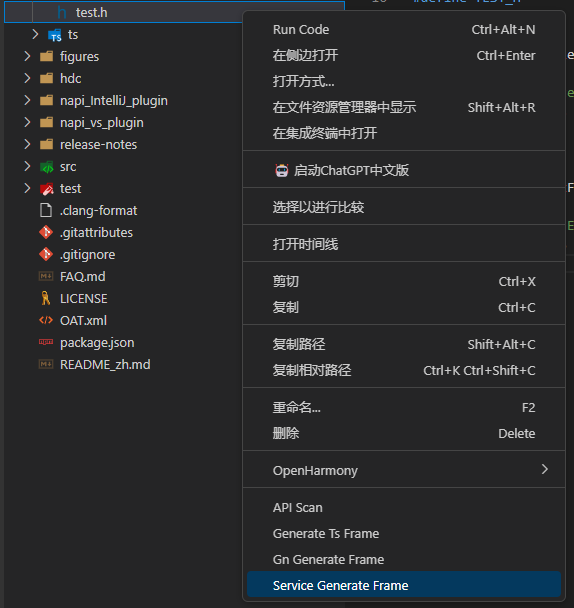 test.h
ts
figures
hdc
napi_IntelliJ_plugin
napi_vs_plugin
release-notes
src
test
.clang-format
.gitattributes
.gitignore
FAQ.md
LICENSE
OAT.xml
package.json
README_zh.md
Run Code Ctrl+Alt+N
在侧边打开 Ctrl+Enter
打开方式...
在文件资源管理器中显示 Shift+Alt+R
在集成终端中打开
启动ChatGPT中文版
选择以进行比较
打开时间线
剪切 Ctrl+X
复制 Ctrl+C
复制路径 Shift+Alt+C
复制相对路径 Ctrl+K Ctrl+Shift+C
重命名... F2
删除 Delete
OpenHarmony
API Scan
Generate Ts Frame
Gn Generate Frame
Service Generate Frame